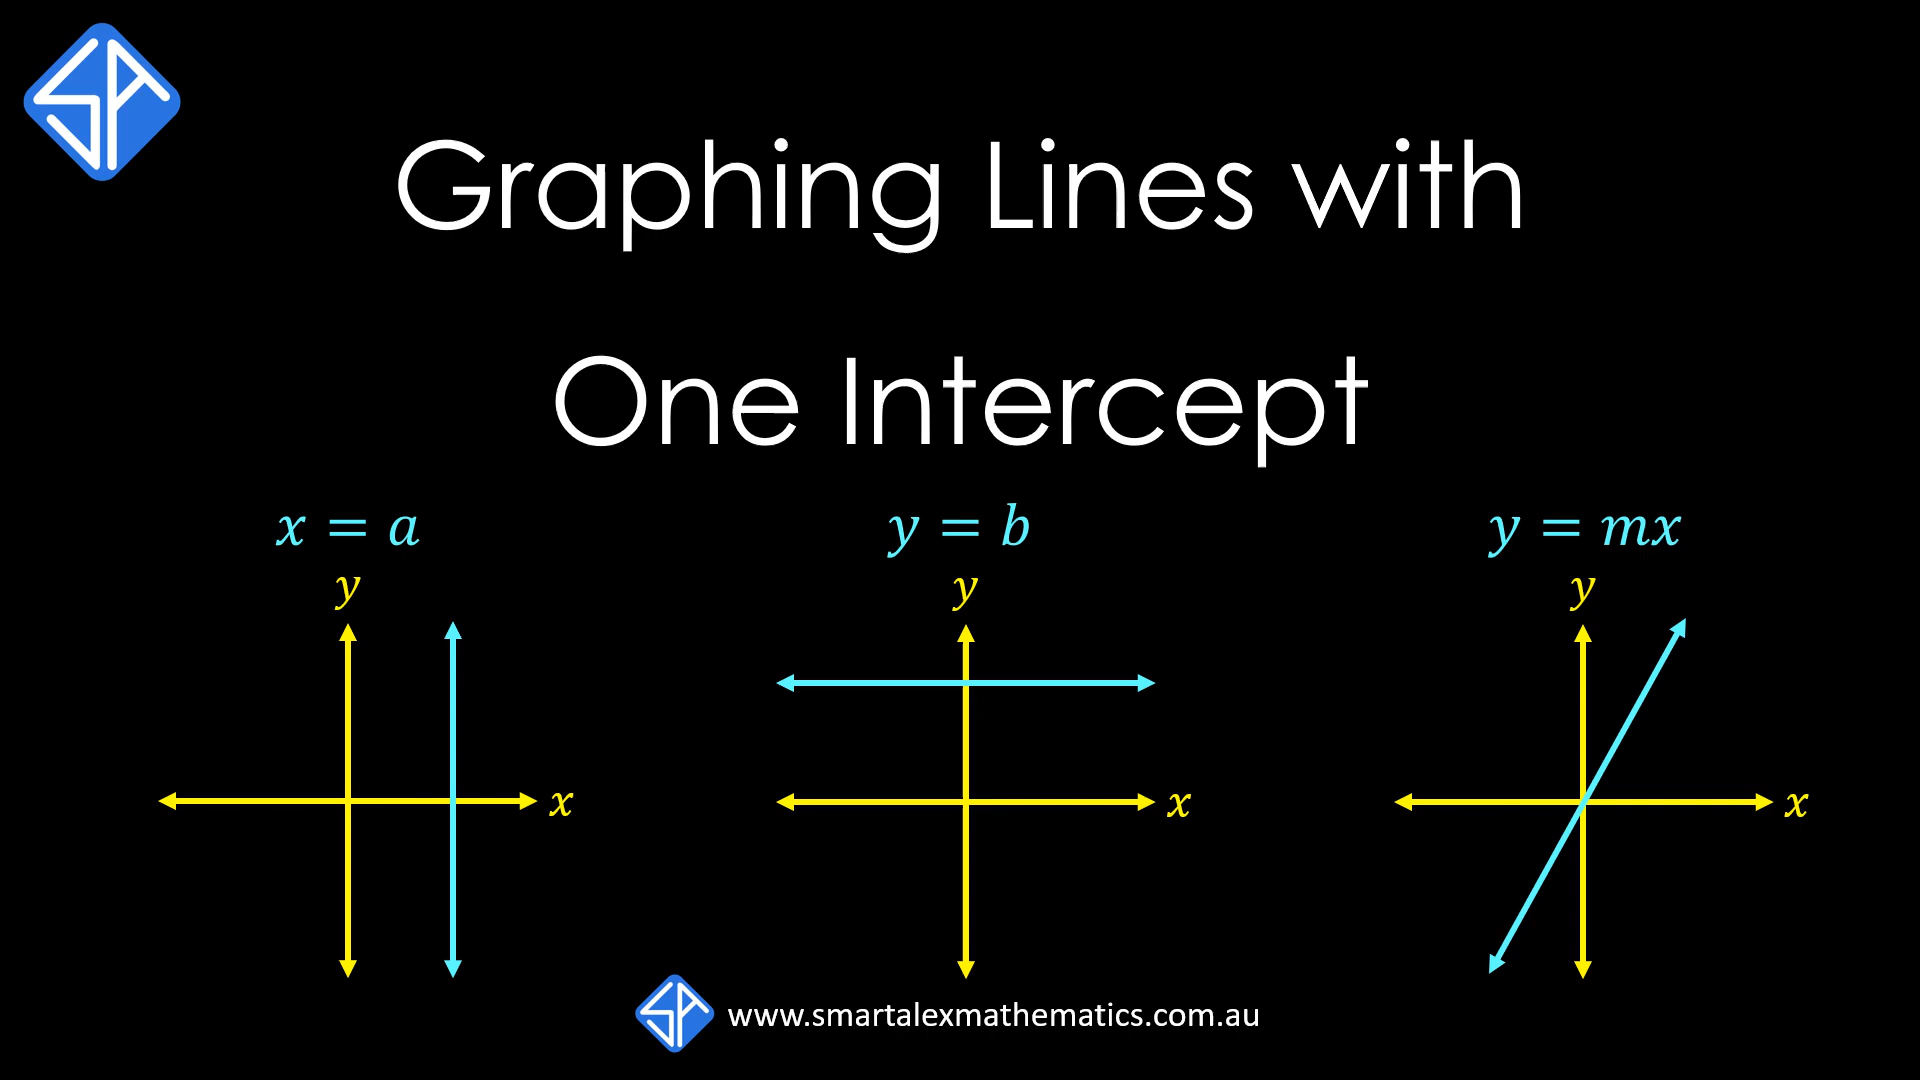 Graphing Lines with
One Intercept
x = a
y = b
y = mx
y
y
y
x
x
x
www.smartalexmathematics.com.au